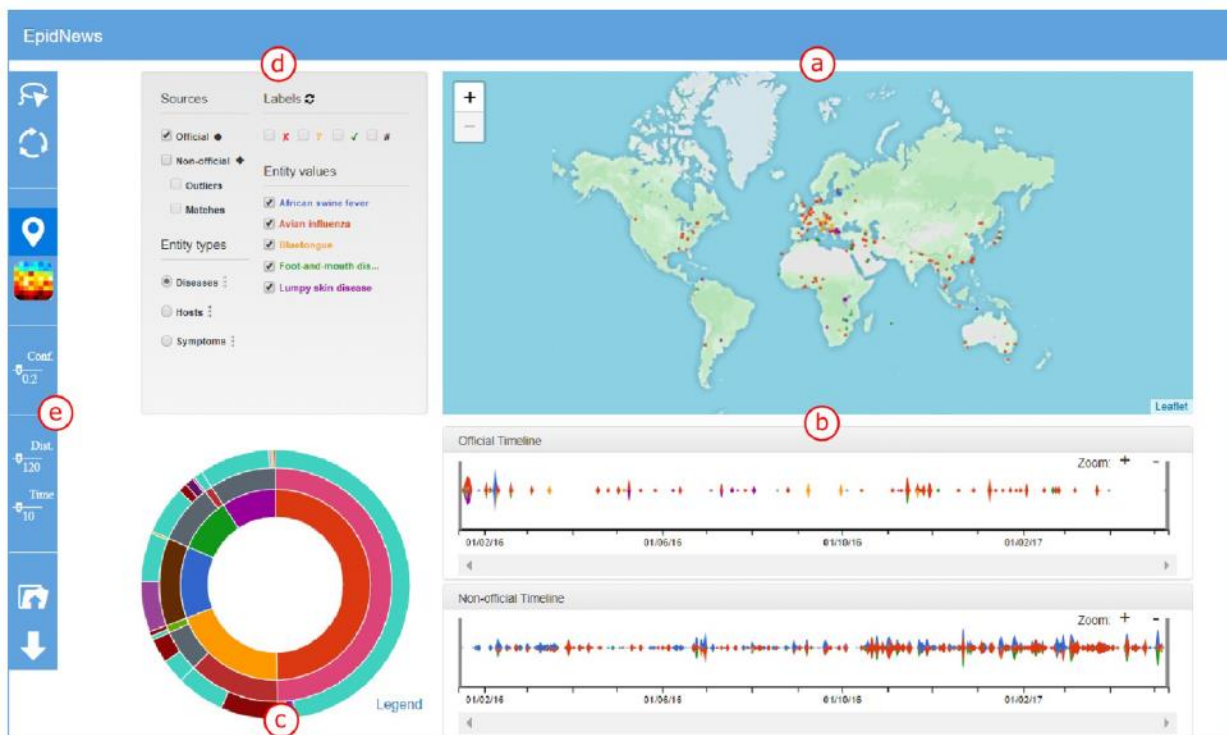 EpidNews
d
a
Sources
Labels
Official
✗ ? ✓ #
Non-official
Outliers
Matches
Entity values
African swine fever
Avian influenza
Bluetongue
Foot-and-mouth dis...
Lumpy skin disease
Entity types
Diseases
Hosts
Symptoms
+
-
Leaflet
Conf.
0.2
e
Dist.
120
Time
10
b
Official Timeline
Zoom: + -
01/02/16 01/06/16 01/10/16 01/02/17
Non-official Timeline
Zoom: + -
01/02/16 01/06/16 01/10/16 01/02/17
Legend
c